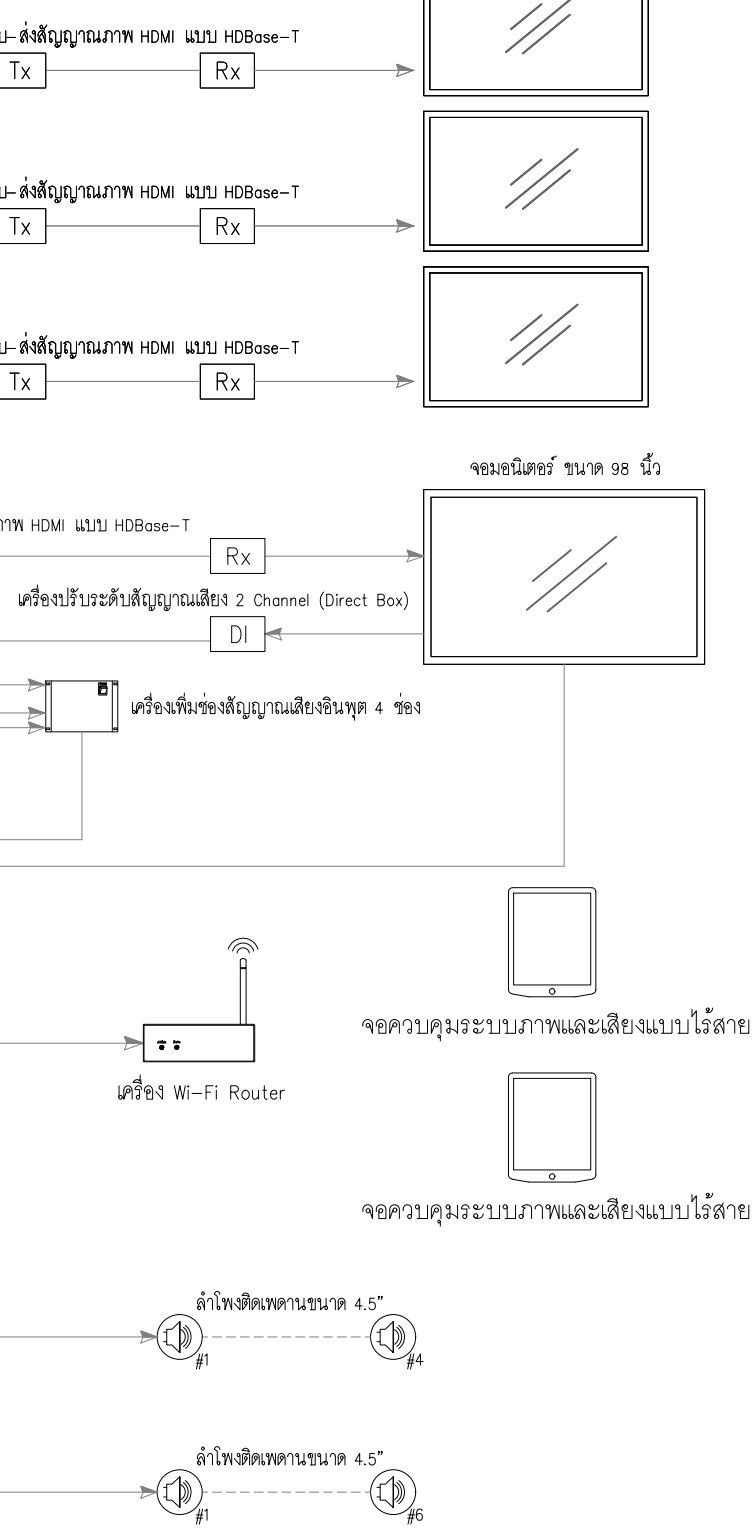 บ-ส่งสัญญาณภาพ HDMI แบบ HDBase-T
Tx
Rx
บ-ส่งสัญญาณภาพ HDMI แบบ HDBase-T
Tx
Rx
บ-ส่งสัญญาณภาพ HDMI แบบ HDBase-T
Tx
Rx
จอมอนิเตอร์ ขนาด 98 นิ้ว
าพ HDMI แบบ HDBase-T
Rx
เครื่องปรับระดับสัญญาณเสียง 2 Channel (Direct Box)
DI
เครื่องเพิ่มช่องสัญญาณเสียงอินพุต 4 ช่อง
จอควบคุมระบบภาพและเสียงแบบไร้สาย
เครื่อง Wi-Fi Router
จอควบคุมระบบภาพและเสียงแบบไร้สาย
ลำโพงติดเพดานขนาด 4.5"
#1
#4
ลำโพงติดเพดานขนาด 4.5"
#1
#6